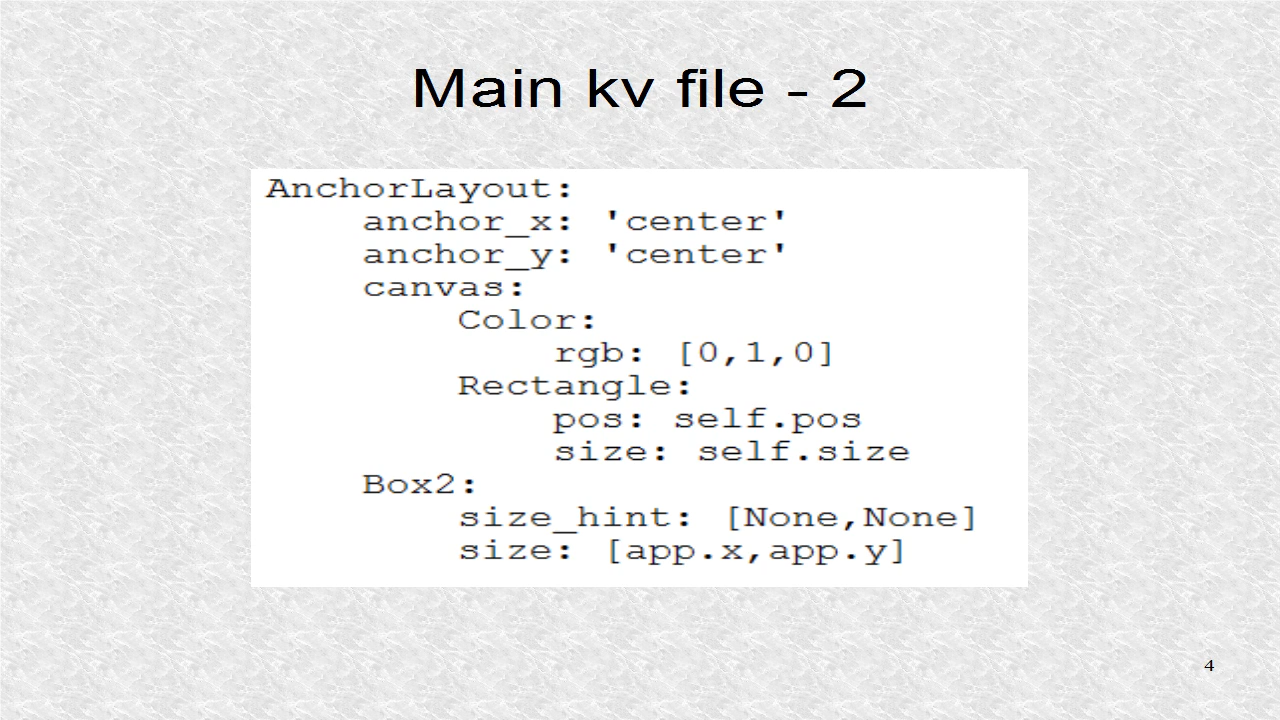 Main kv file - 2
AnchorLayout:
anchor_x: 'center'
anchor_y: 'center'
canvas:
Color:
rgb: [0,1,0]
Rectangle:
pos: self.pos
size: self.size
Box2:
size_hint: [None,None]
size: [app.x,app.y]
4